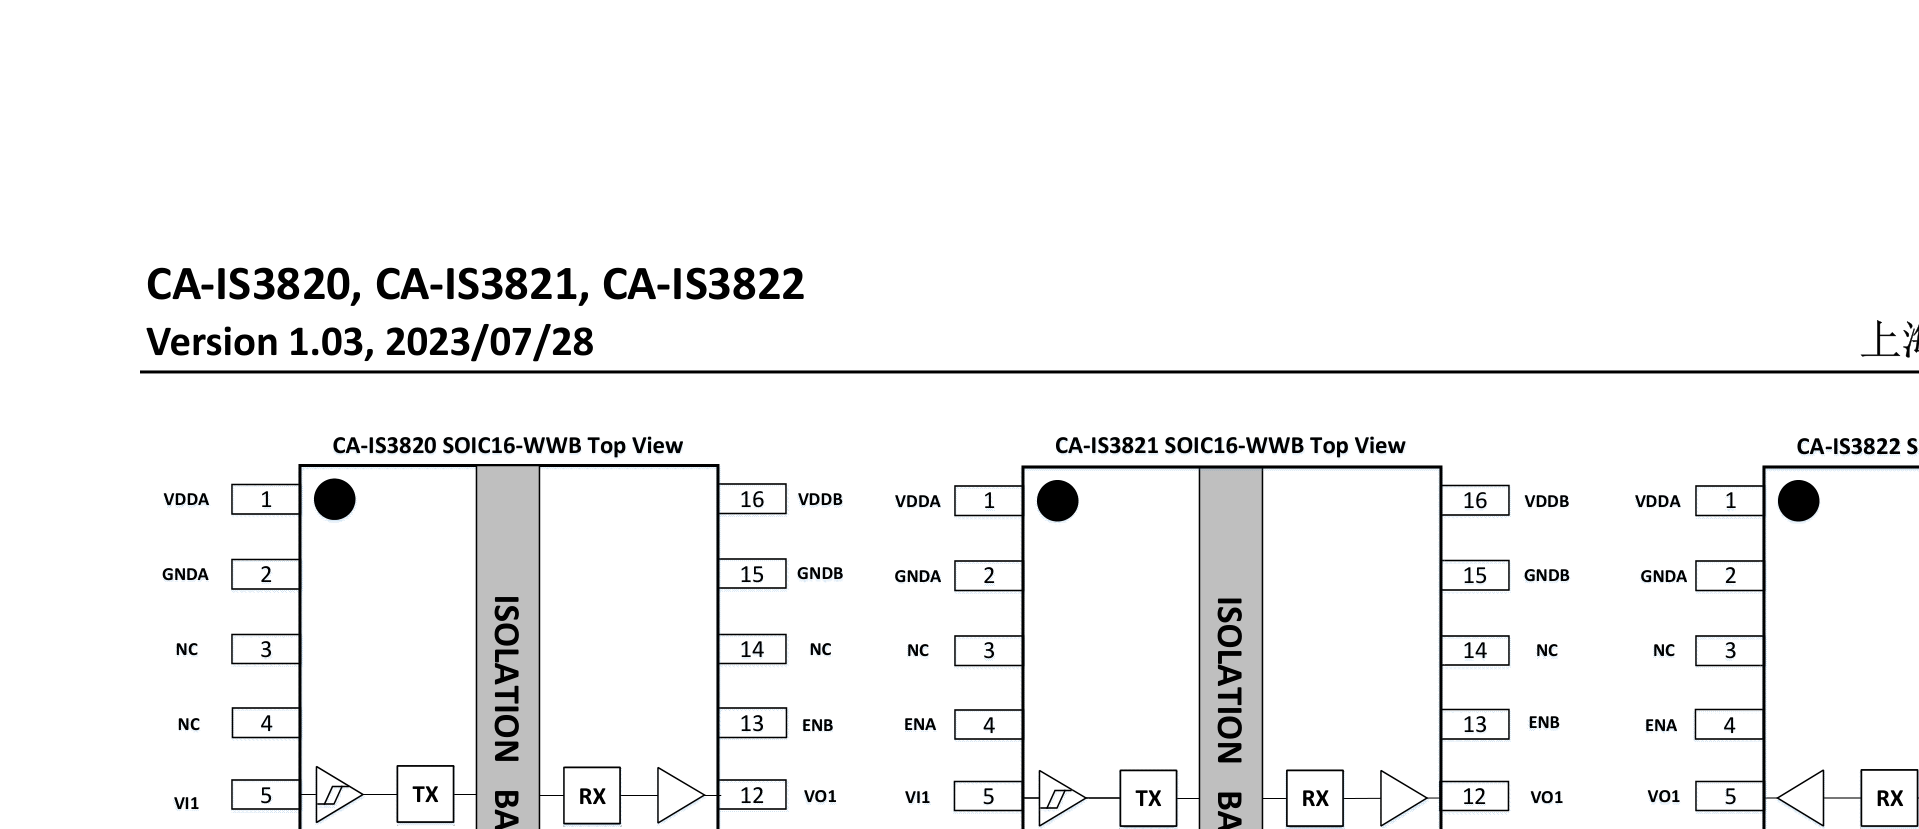 CA-IS3820, CA-IS3821, CA-IS3822
Version 1.03, 2023/07/28
上海
CA-IS3820 SOIC16-WWB Top View
VDDA 1 16 VDDB
GNDA 2 15 GNDB
NC 3 14 NC
NC 4 13 ENB
VI1 5 TX RX 12 VO1
ISOLATION BA
CA-IS3821 SOIC16-WWB Top View
VDDA 1 16 VDDB
GNDA 2 15 GNDB
NC 3 14 NC
ENA 4 13 ENB
VI1 5 TX RX 12 VO1
ISOLATION BA
CA-IS3822 S
VDDA 1
GNDA 2
NC 3
ENA 4
VO1 5 RX